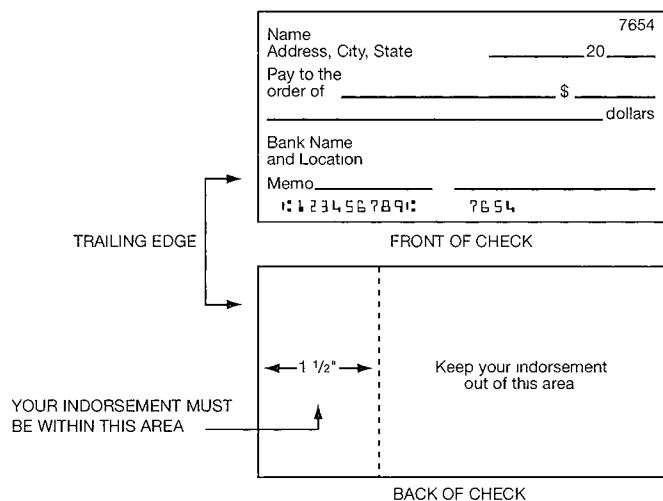 7654
Name
Address, City, State
20
Pay to the
order of
$
dollars
Bank Name
and Location
Memo
⑆123456789⑆ 7654
TRAILING EDGE
FRONT OF CHECK
1 1/2"
Keep your indorsement
out of this area
YOUR INDORSEMENT MUST
BE WITHIN THIS AREA
BACK OF CHECK